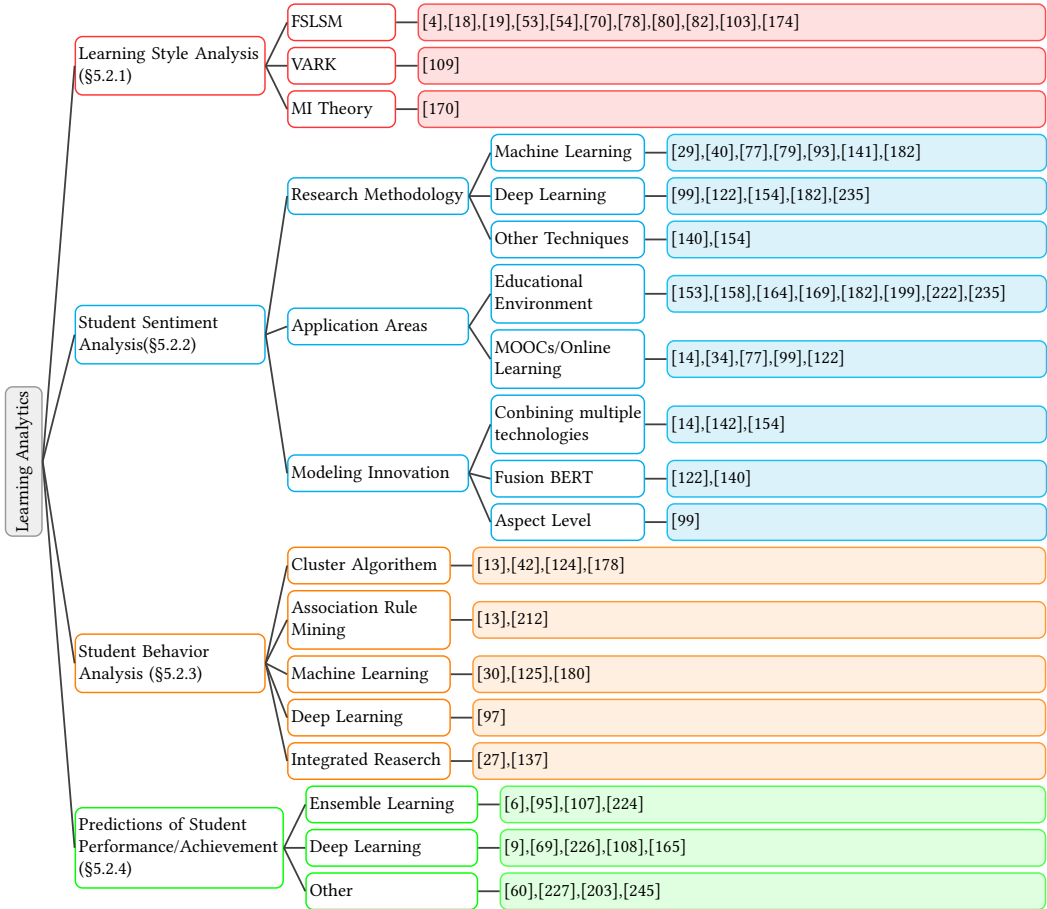 Learning Analytics
Learning Style Analysis
(§5.2.1)
FSLSM
[4],[18],[19],[53],[54],[70],[78],[80],[82],[103],[174]
VARK
[109]
MI Theory
[170]
Student Sentiment
Analysis(§5.2.2)
Research Methodology
Machine Learning
[29],[40],[77],[79],[93],[141],[182]
Deep Learning
[99],[122],[154],[182],[235]
Other Techniques
[140],[154]
Application Areas
Educational
Environment
[153],[158],[164],[169],[182],[199],[222],[235]
MOOCs/Online
Learning
[14],[34],[77],[99],[122]
Modeling Innovation
Conbining multiple
technologies
[14],[142],[154]
Fusion BERT
[122],[140]
Aspect Level
[99]
Student Behavior
Analysis (§5.2.3)
Cluster Algorithem
[13],[42],[124],[178]
Association Rule
Mining
[13],[212]
Machine Learning
[30],[125],[180]
Deep Learning
[97]
Integrated Reaserch
[27],[137]
Predictions of Student
Performance/Achievement
(§5.2.4)
Ensemble Learning
[6],[95],[107],[224]
Deep Learning
[9],[69],[226],[108],[165]
Other
[60],[227],[203],[245]